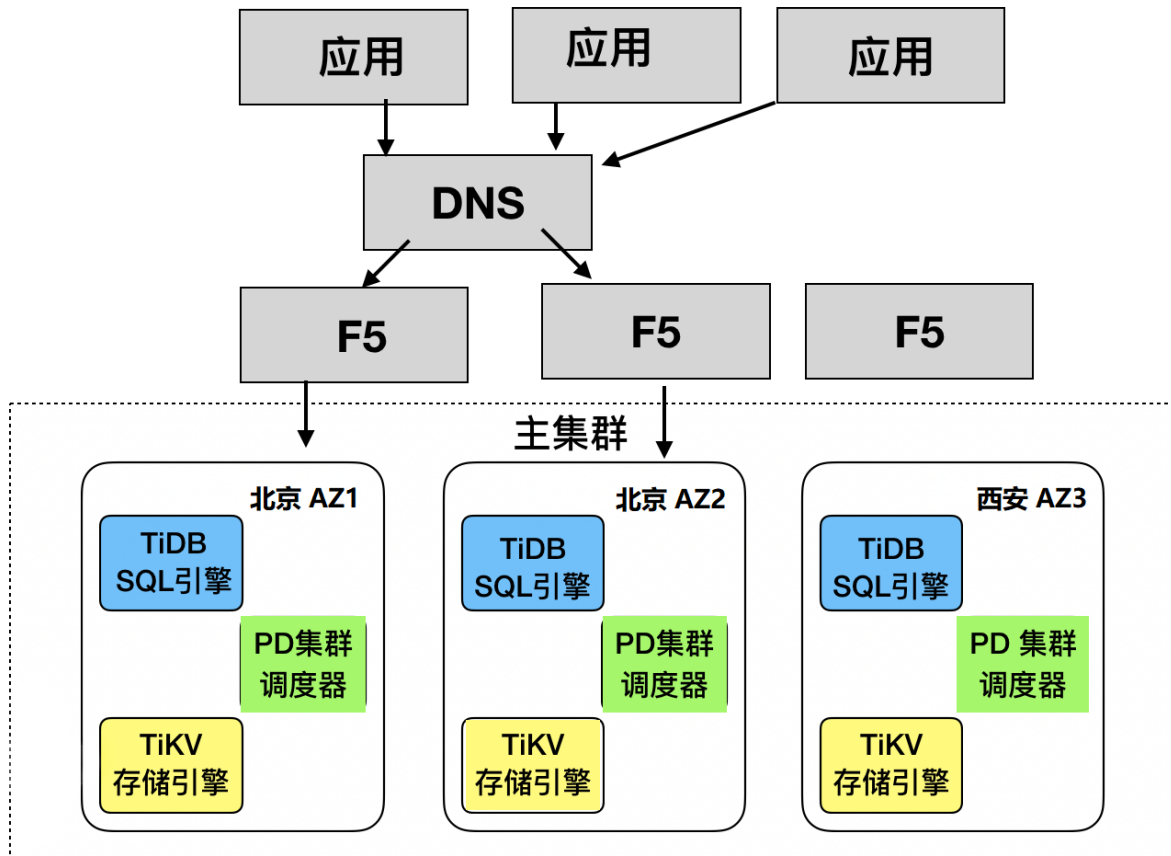 应用
应用
应用
DNS
F5
F5
F5
主集群
北京 AZ1
TiDB
SQL引擎
PD集群
调度器
TiKV
存储引擎
北京 AZ2
TiDB
SQL引擎
PD集群
调度器
TiKV
存储引擎
西安 AZ3
TiDB
SQL引擎
PD 集群
调度器
TiKV
存储引擎